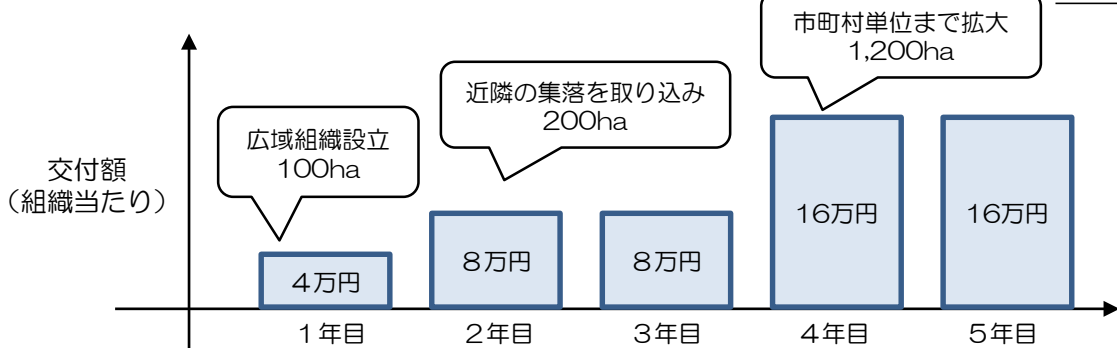 市町村単位まで拡大
1,200ha
近隣の集落を取り込み
200ha
広域組織設立
100ha
交付額
（組織当たり）
４万円
８万円
８万円
16万円
16万円
１年目
２年目
３年目
４年目
５年目